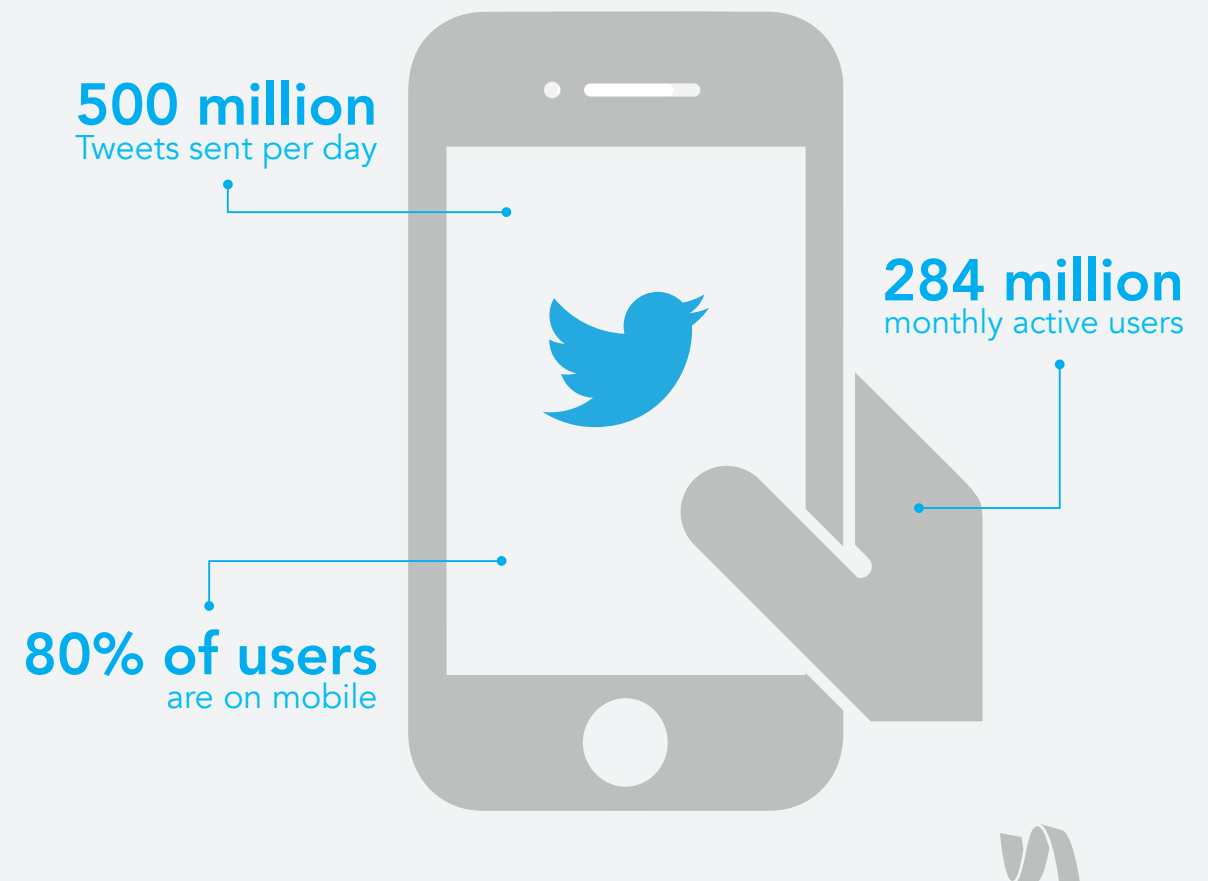 500 million
Tweets sent per day
284 million
monthly active users
80% of users
are on mobile